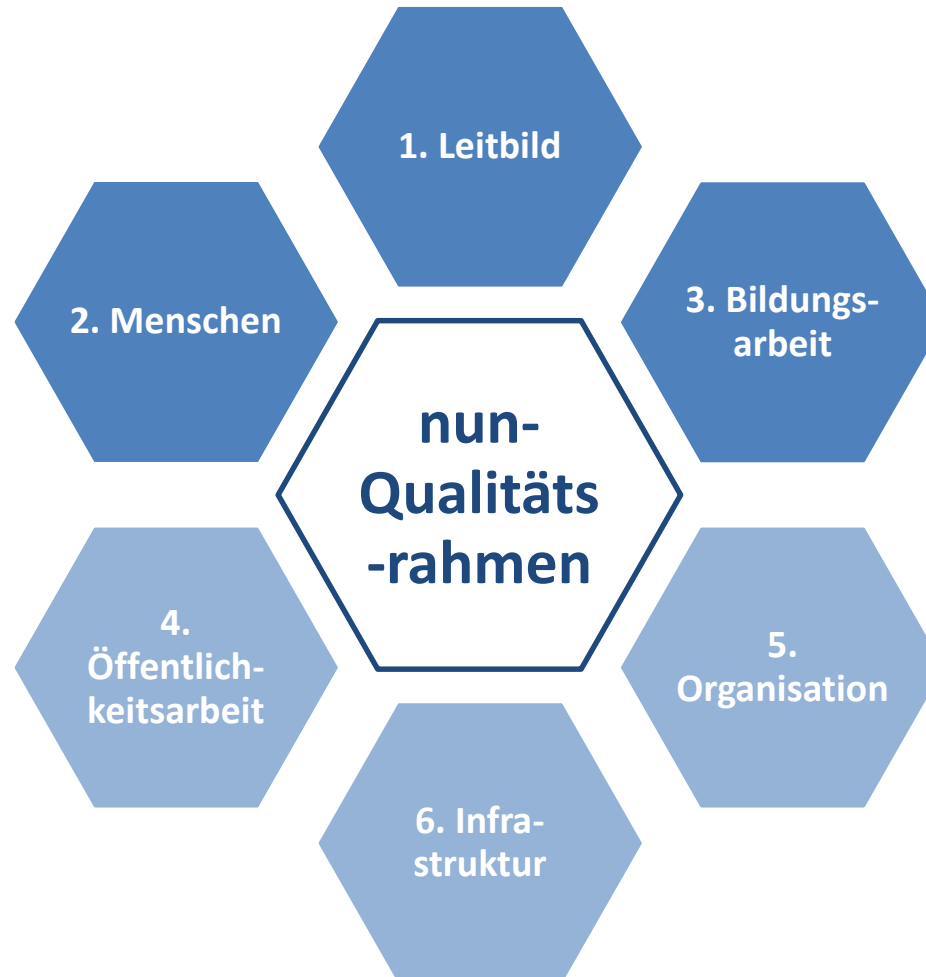 1. Leitbild
2. Menschen
3. Bildungs-
arbeit
nun-
Qualitäts
-rahmen
4.
Öffentlich-
keitsarbeit
5.
Organisation
6. Infra-
struktur